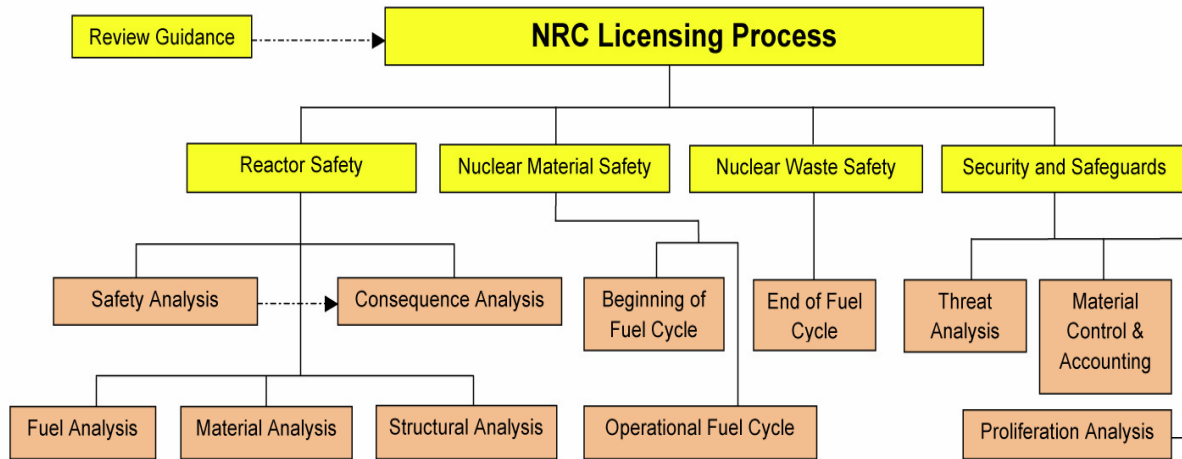 Review Guidance
NRC Licensing Process
Reactor Safety
Nuclear Material Safety
Nuclear Waste Safety
Security and Safeguards
Safety Analysis
Consequence Analysis
Beginning of
Fuel Cycle
End of Fuel
Cycle
Threat
Analysis
Material
Control &
Accounting
Fuel Analysis
Material Analysis
Structural Analysis
Operational Fuel Cycle
Proliferation Analysis